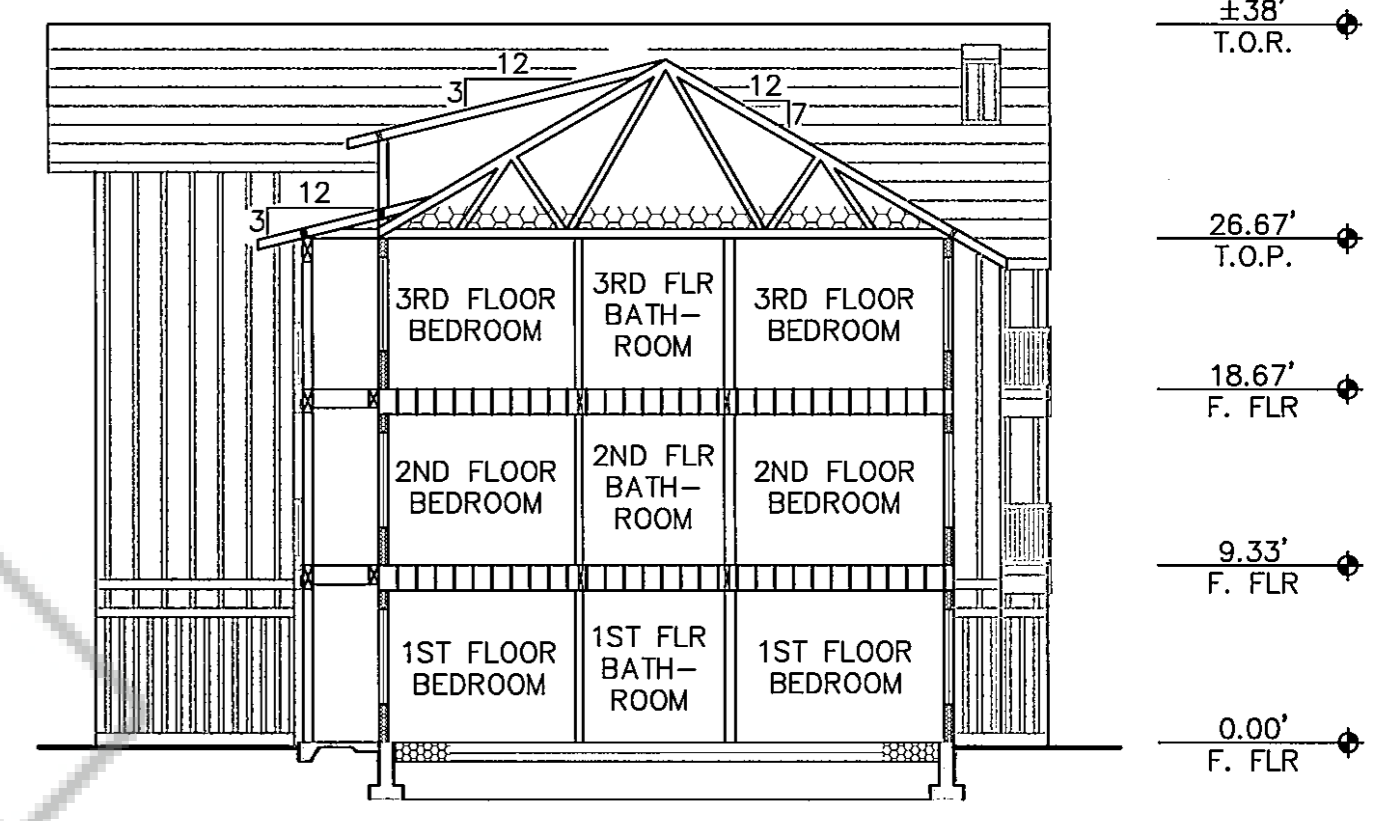 ±38'
T.O.R.
12
3
12
7
12
3
26.67'
T.O.P.
3RD FLOOR
BEDROOM
3RD FLR
BATH-
ROOM
3RD FLOOR
BEDROOM
18.67'
F. FLR
2ND FLOOR
BEDROOM
2ND FLR
BATH-
ROOM
2ND FLOOR
BEDROOM
9.33'
F. FLR
1ST FLOOR
BEDROOM
1ST FLR
BATH-
ROOM
1ST FLOOR
BEDROOM
0.00'
F. FLR